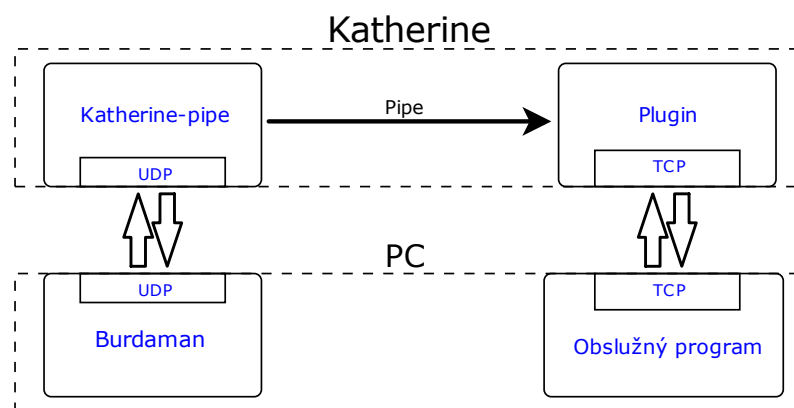 Katherine
Katherine-pipe
Pipe
Plugin
UDP
TCP
PC
UDP
TCP
Burdaman
Obslužný program